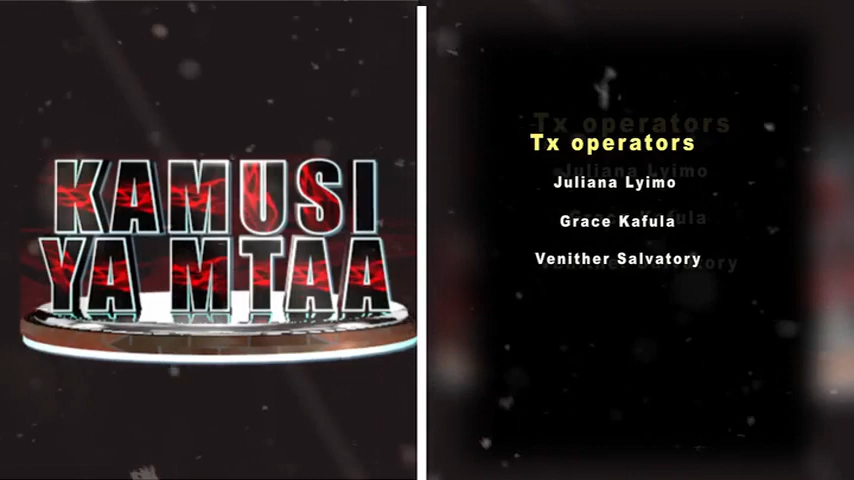 KAMUSI
YA MTAA
Tx operators
Juliana Lyimo
Grace Kafula
Venither Salvatory